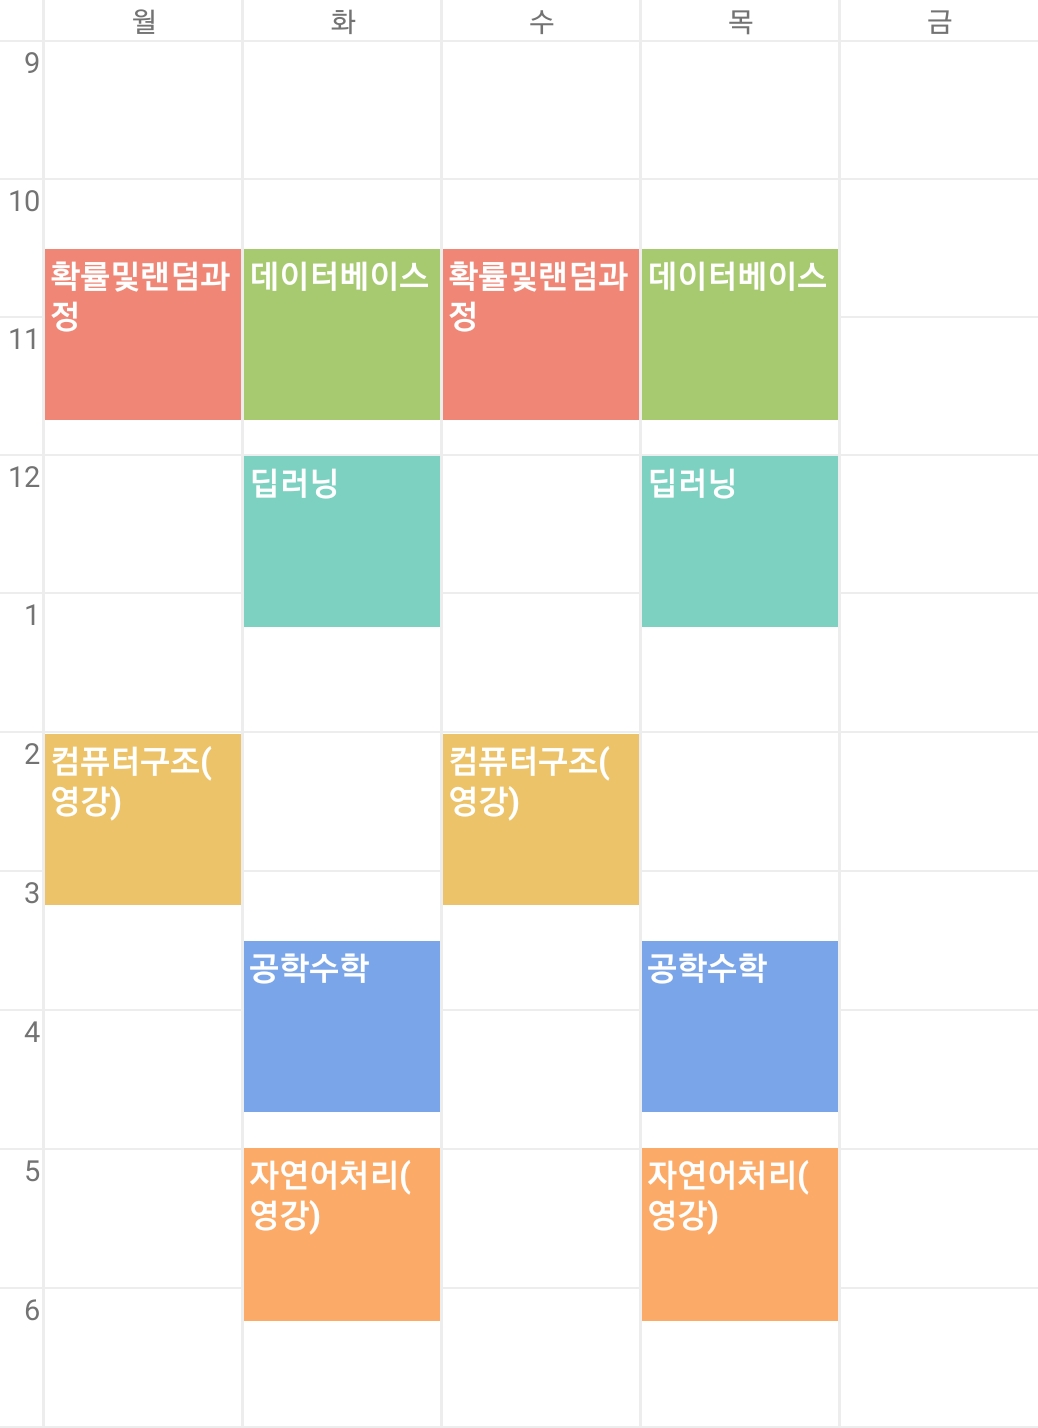 월 화 수 목 금
9
10
확률및랜덤과 데이터베이스 확률및랜덤과 데이터베이스
정 정
11
12
딥러닝 딥러닝
1
2
컴퓨터구조( 컴퓨터구조(
영강) 영강)
3
공학수학 공학수학
4
5
자연어처리( 자연어처리(
영강) 영강)
6